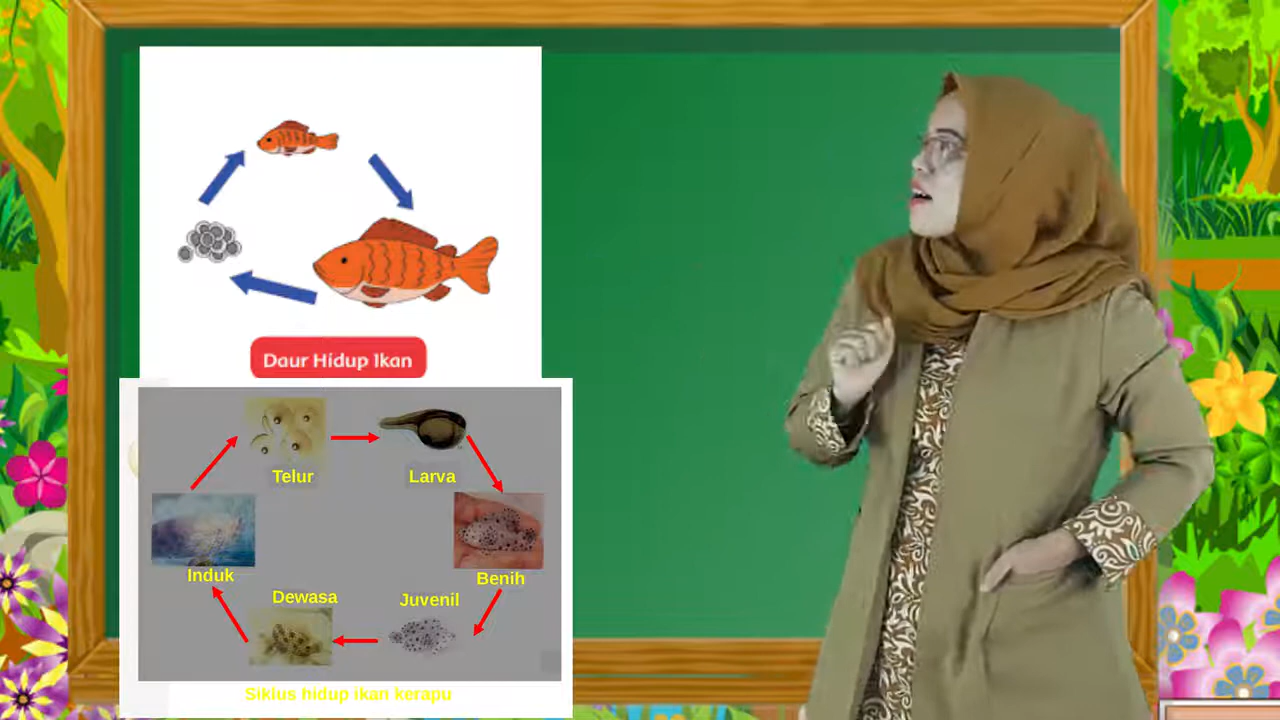 Daur Hidup Ikan
Telur
Larva
Induk
Benih
Dewasa
Juvenil
Siklus hidup ikan kerapu